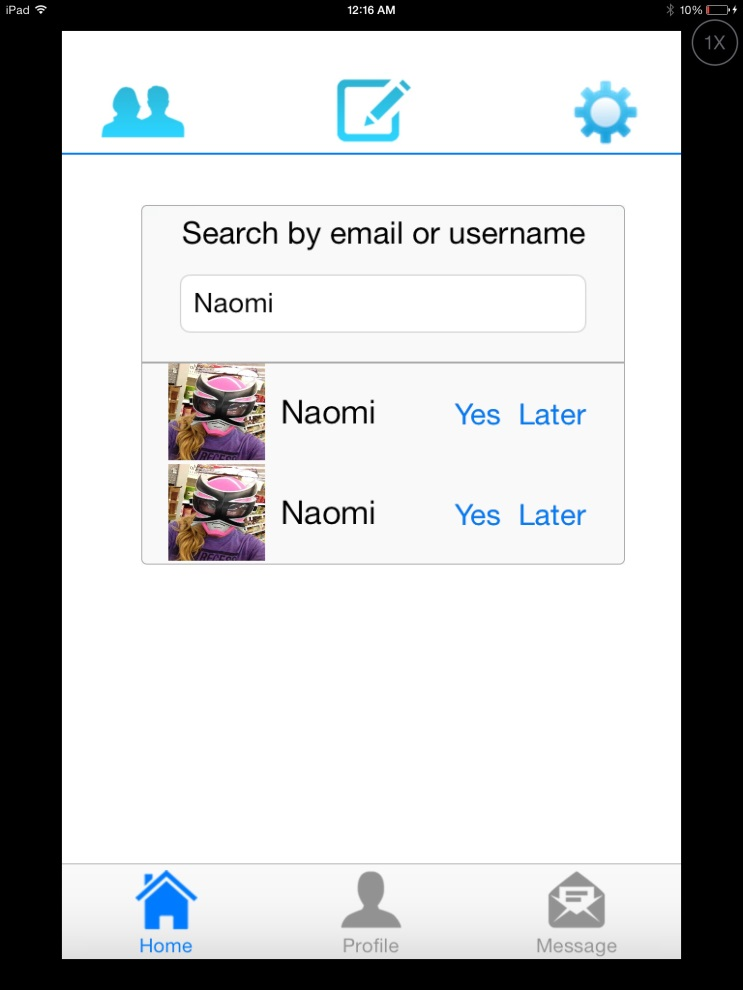 iPad 12:16 AM 10%
1X
Search by email or username
Naomi
Naomi Yes Later
Naomi Yes Later
Home Profile Message